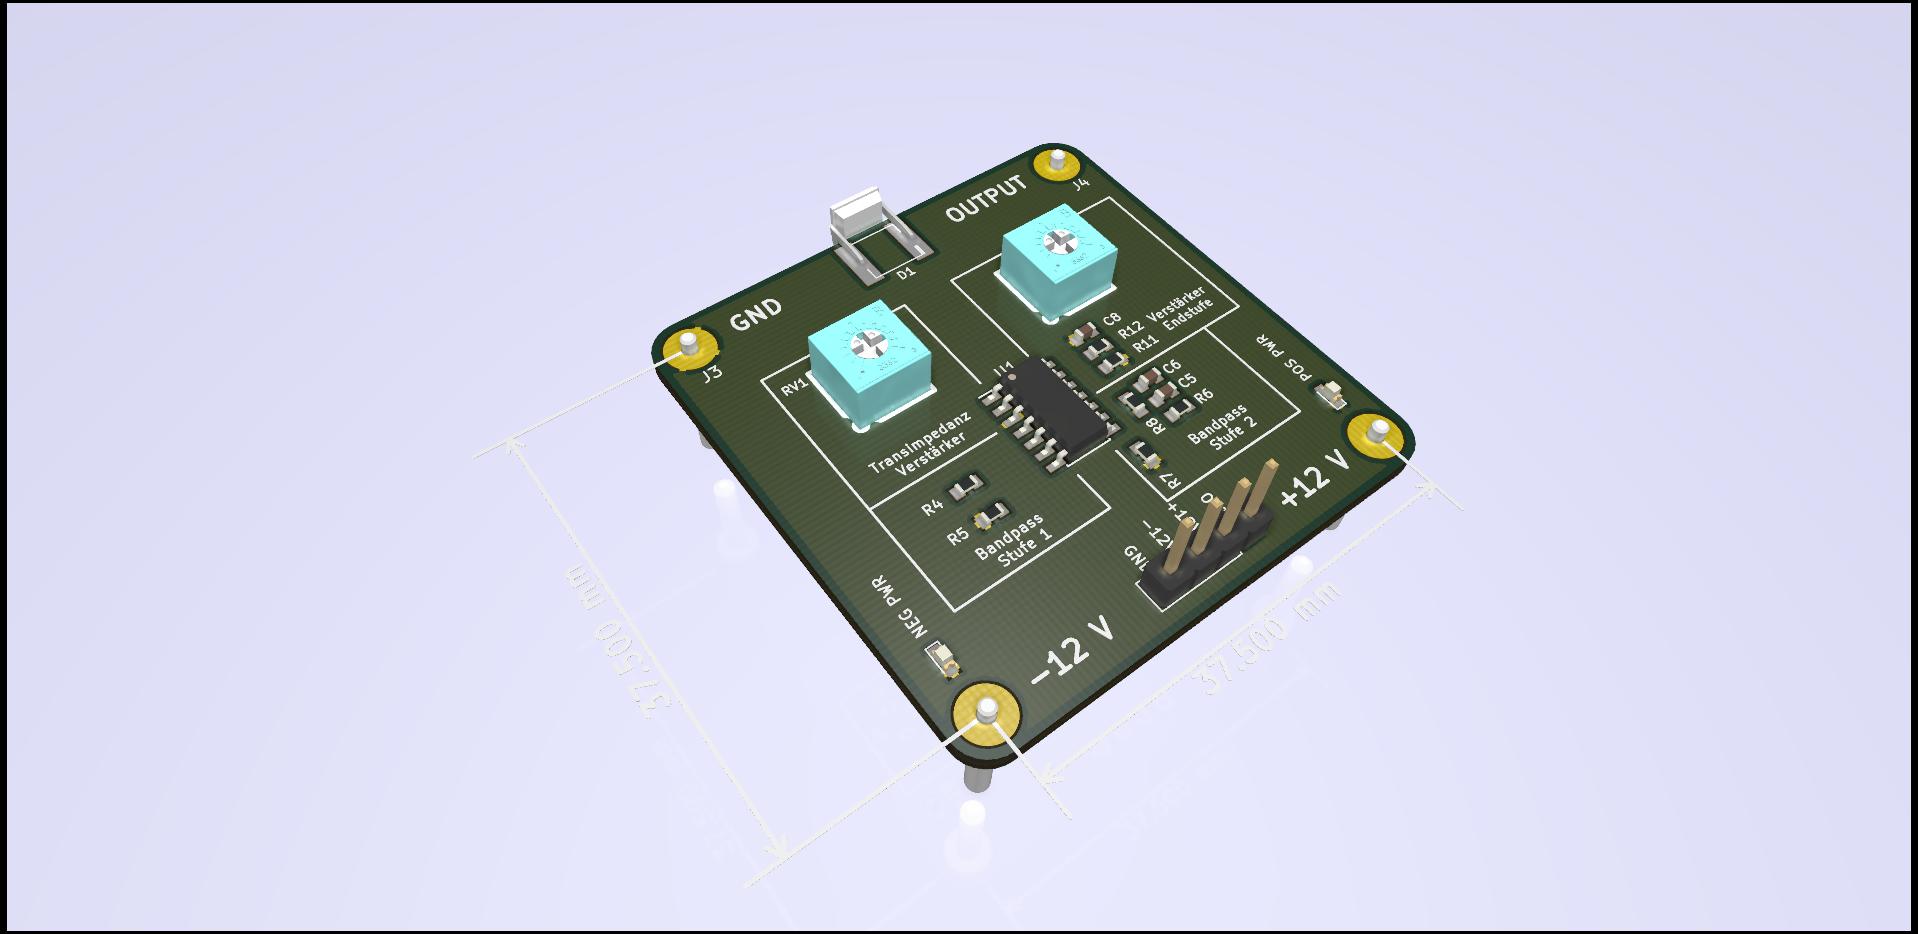 OUTPUT
J4
D1
GND
J3
RV1
C8
R12
R11
Verstärker
Endstufe
U1
C6
C5
R6
R8
Bandpass
Stufe 2
POS PWR
R7
Transimpedanz
Verstärker
R4
R5
Bandpass
Stufe 1
+12 V
-12V
GND
NEG PWR
-12 V
37.500 mm
37.500 mm